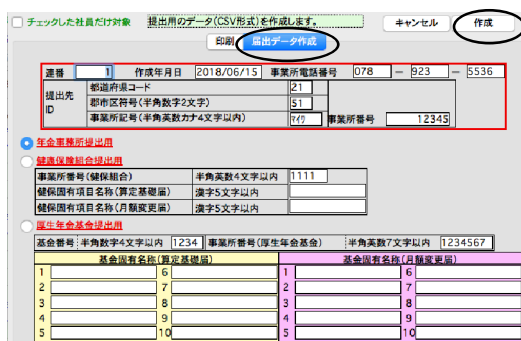 チェックした社員だけ対象 提出用のデータ(CSV形式)を作成します。 キャンセル 作成
印刷 届出データ作成
連番 1 作成年月日 2018/06/15 事業所電話番号 078 － 923 － 5536
提出先ID 都道府県コード 21
郡市区符号(半角数字2文字) 51
事業所記号(半角英数カナ4文字以内) ﾏｲｸ 事業所番号 12345
年金事務所提出用
健康保険組合提出用
事業所番号(健保組合) 半角英数4文字以内 1111
健保固有項目名称(算定基礎届) 漢字5文字以内
健保固有項目名称(月額変更届) 漢字5文字以内
厚生年金基金提出用
基金番号 半角数字4文字以内 1234 事業所番号(厚生年金基金) 半角英数7文字以内 1234567
基金固有名称(算定基礎届) 基金固有名称(月額変更届)
1 6 1 6
2 7 2 7
3 8 3 8
4 9 4 9
5 10 5 10